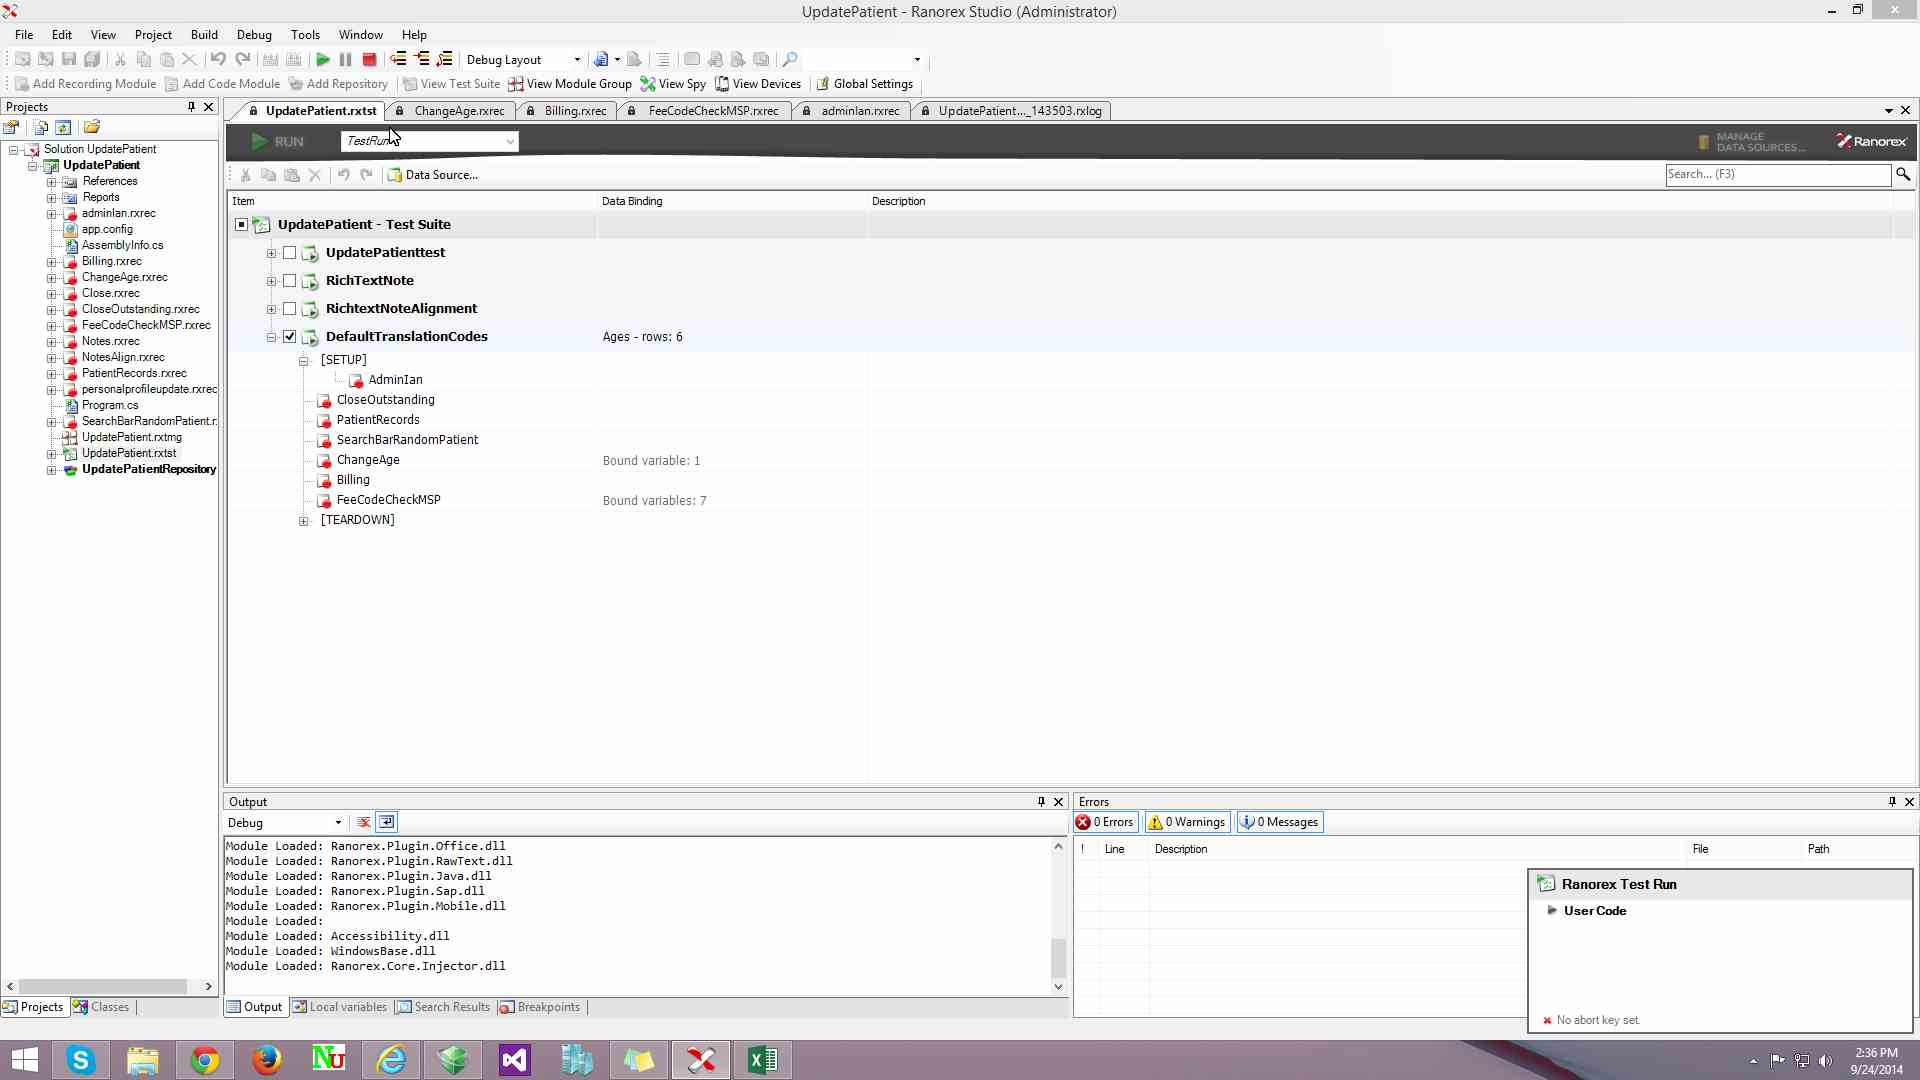 UpdatePatient - Ranorex Studio (Administrator)
File Edit View Project Build Debug Tools Window Help
Debug Layout
Add Recording Module Add Code Module Add Repository View Test Suite View Module Group View Spy View Devices Global Settings
Projects
UpdatePatient.rxtst ChangeAge.rxrec Billing.rxrec FeeCodeCheckMSP.rxrec adminIan.rxrec UpdatePatient..._143503.rxlog
RUN TestRun MANAGE DATA SOURCES... Ranorex
Data Source... Search... (F3)
Solution UpdatePatient
UpdatePatient
References
Reports
adminIan.rxrec
app.config
AssemblyInfo.cs
Billing.rxrec
ChangeAge.rxrec
Close.rxrec
CloseOutstanding.rxrec
FeeCodeCheckMSP.rxrec
Notes.rxrec
NotesAlign.rxrec
PatientRecords.rxrec
personalprofileupdate.rxrec
Program.cs
SearchBarRandomPatient.r
UpdatePatient.rxtmg
UpdatePatient.rxtst
UpdatePatientRepository
Projects Classes
Item Data Binding Description
UpdatePatient - Test Suite
UpdatePatienttest
RichTextNote
RichtextNoteAlignment
DefaultTranslationCodes Ages - rows: 6
[SETUP]
AdminIan
CloseOutstanding
PatientRecords
SearchBarRandomPatient
ChangeAge Bound variable: 1
Billing
FeeCodeCheckMSP Bound variables: 7
[TEARDOWN]
Output
Debug
Module Loaded: Ranorex.Plugin.Office.dll
Module Loaded: Ranorex.Plugin.RawText.dll
Module Loaded: Ranorex.Plugin.Java.dll
Module Loaded: Ranorex.Plugin.Sap.dll
Module Loaded: Ranorex.Plugin.Mobile.dll
Module Loaded:
Module Loaded: Accessibility.dll
Module Loaded: WindowsBase.dll
Module Loaded: Ranorex.Core.Injector.dll
Output Local variables Search Results Breakpoints
Errors
0 Errors 0 Warnings 0 Messages
! Line Description File Path
Ranorex Test Run
User Code
No abort key set.
2:36 PM
9/24/2014